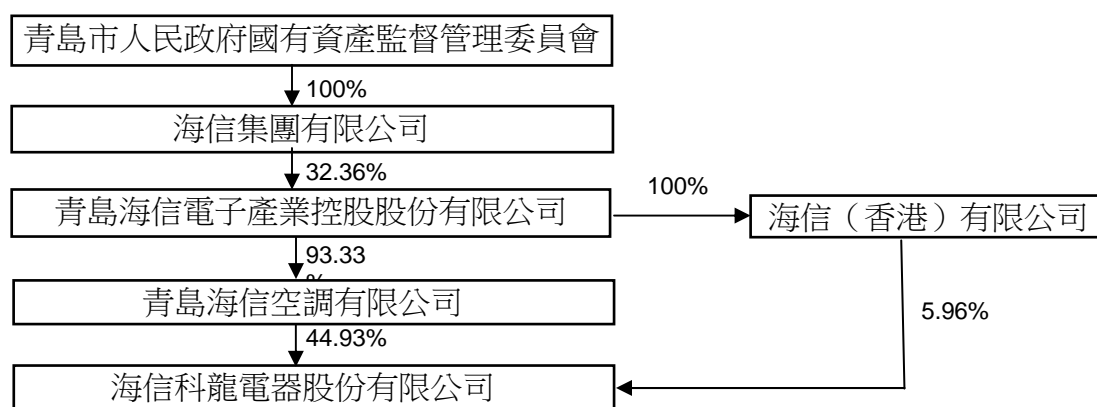 青島市人民政府國有資產監督管理委員會
100%
海信集團有限公司
32.36%
青島海信電子產業控股股份有限公司
100%
海信（香港）有限公司
93.33
%
青島海信空調有限公司
5.96%
44.93%
海信科龍電器股份有限公司